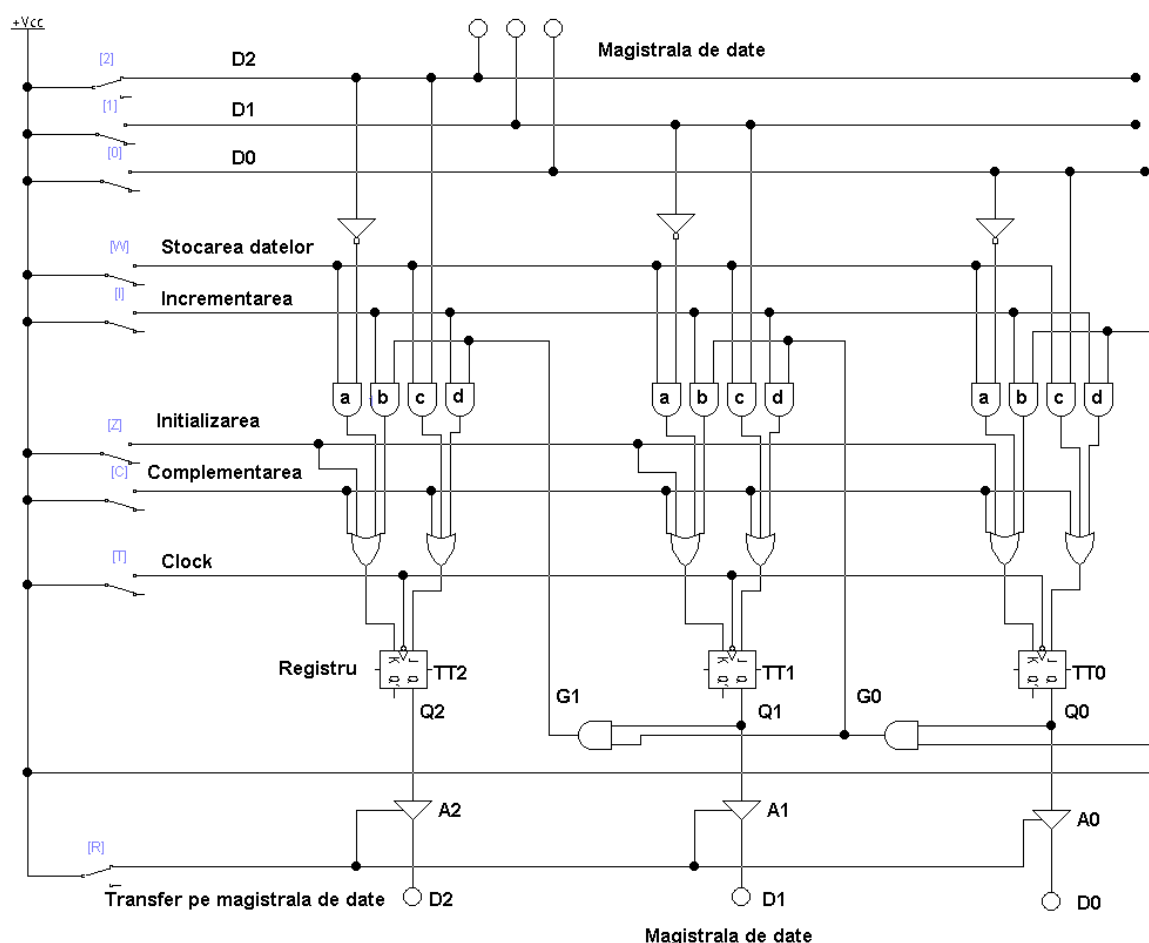 +Vcc
Magistrala de date
[2] D2
[1] D1
[0] D0
[W] Stocarea datelor
[I] Incrementarea
a b c d a b c d a b c d
[Z] Initializarea
[C] Complementarea
[T] Clock
Registru K J Q' Q TT2 K J Q' Q TT1 K J Q' Q TT0
Q2 G1 Q1 G0 Q0
A2 A1 A0
[R]
Transfer pe magistrala de date D2 D1 D0
Magistrala de date